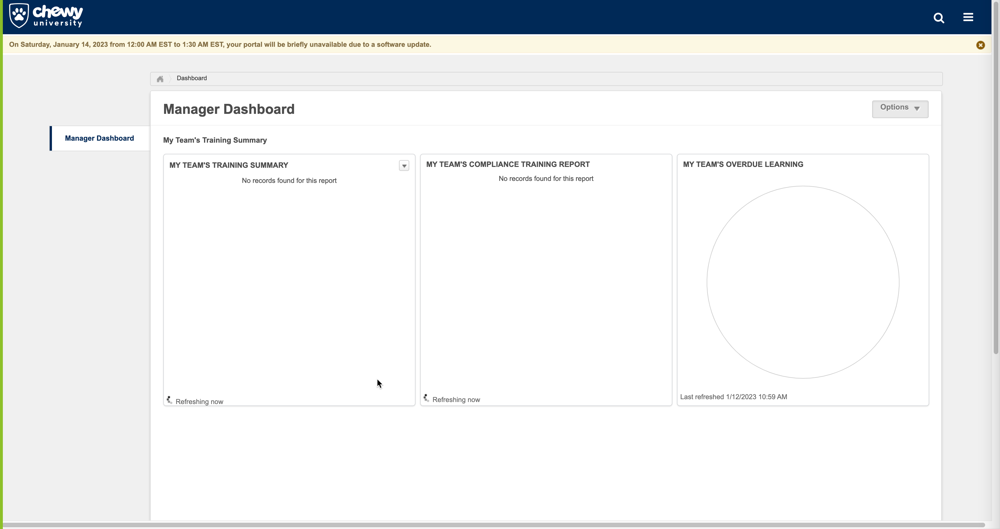 chewy
university
On Saturday, January 14, 2023 from 12:00 AM EST to 1:30 AM EST, your portal will be briefly unavailable due to a software update.
Dashboard
Manager Dashboard
Options
Manager Dashboard
My Team's Training Summary
MY TEAM'S TRAINING SUMMARY
No records found for this report
Refreshing now
MY TEAM'S COMPLIANCE TRAINING REPORT
No records found for this report
Refreshing now
MY TEAM'S OVERDUE LEARNING
Last refreshed 1/12/2023 10:59 AM